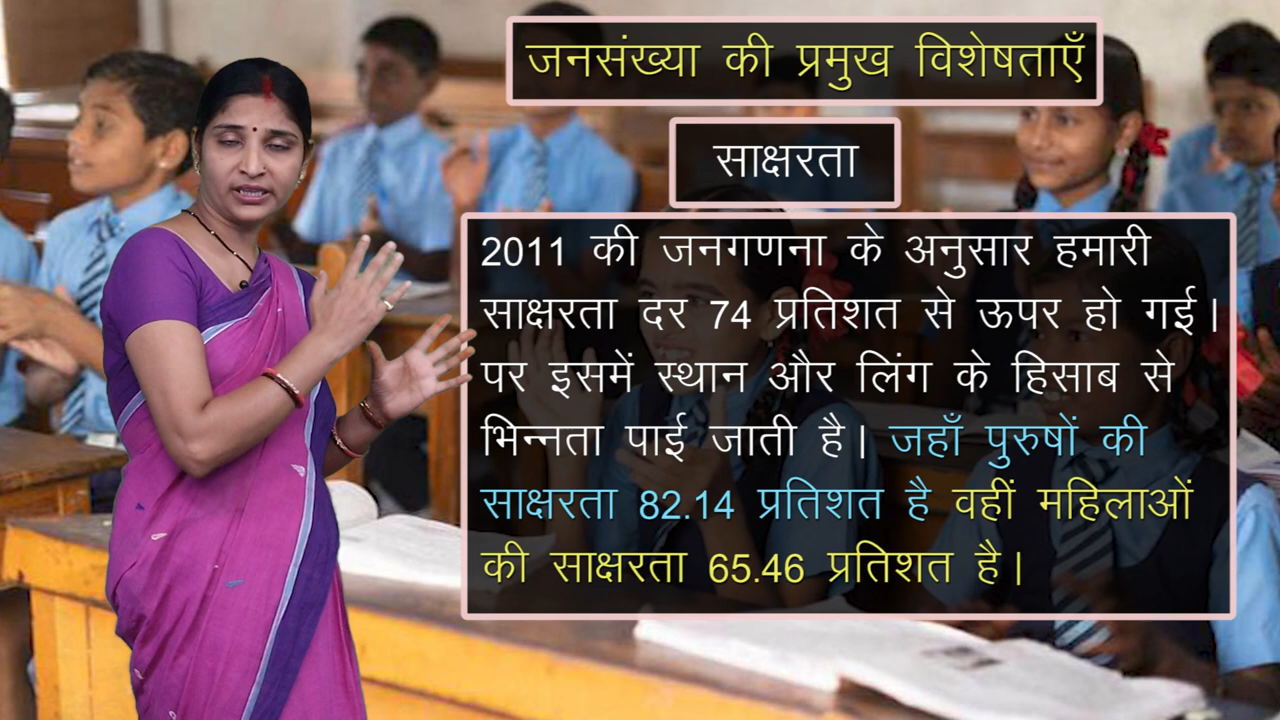 जनसंख्या की प्रमुख विशेषताएँ
साक्षरता
2011 की जनगणना के अनुसार हमारी
साक्षरता दर 74 प्रतिशत से ऊपर हो गई।
पर इसमें स्थान और लिंग के हिसाब से
भिन्नता पाई जाती है। जहाँ पुरुषों की
साक्षरता 82.14 प्रतिशत है वहीं महिलाओं
की साक्षरता 65.46 प्रतिशत है।